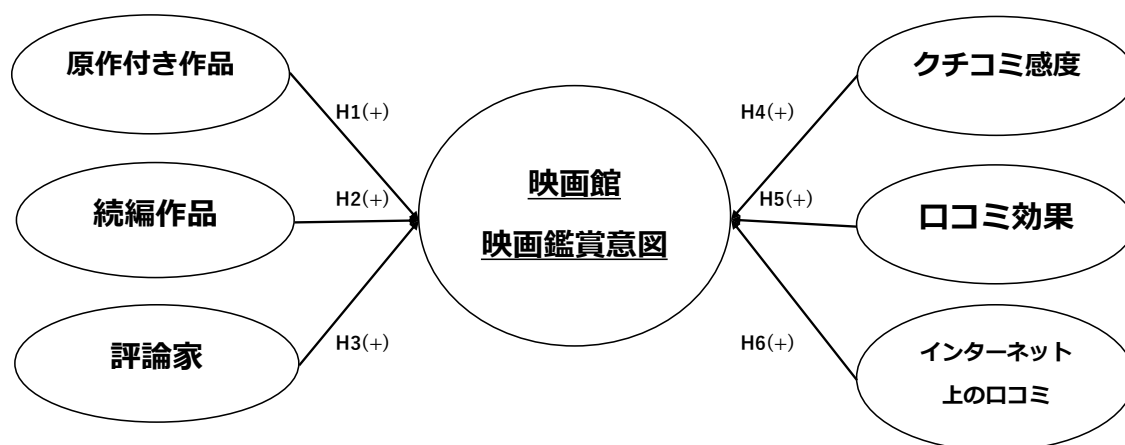 原作付き作品
H1(+)
続編作品
H2(+)
評論家
H3(+)
映画館
映画鑑賞意図
クチコミ感度
H4(+)
口コミ効果
H5(+)
インターネット
上の口コミ
H6(+)